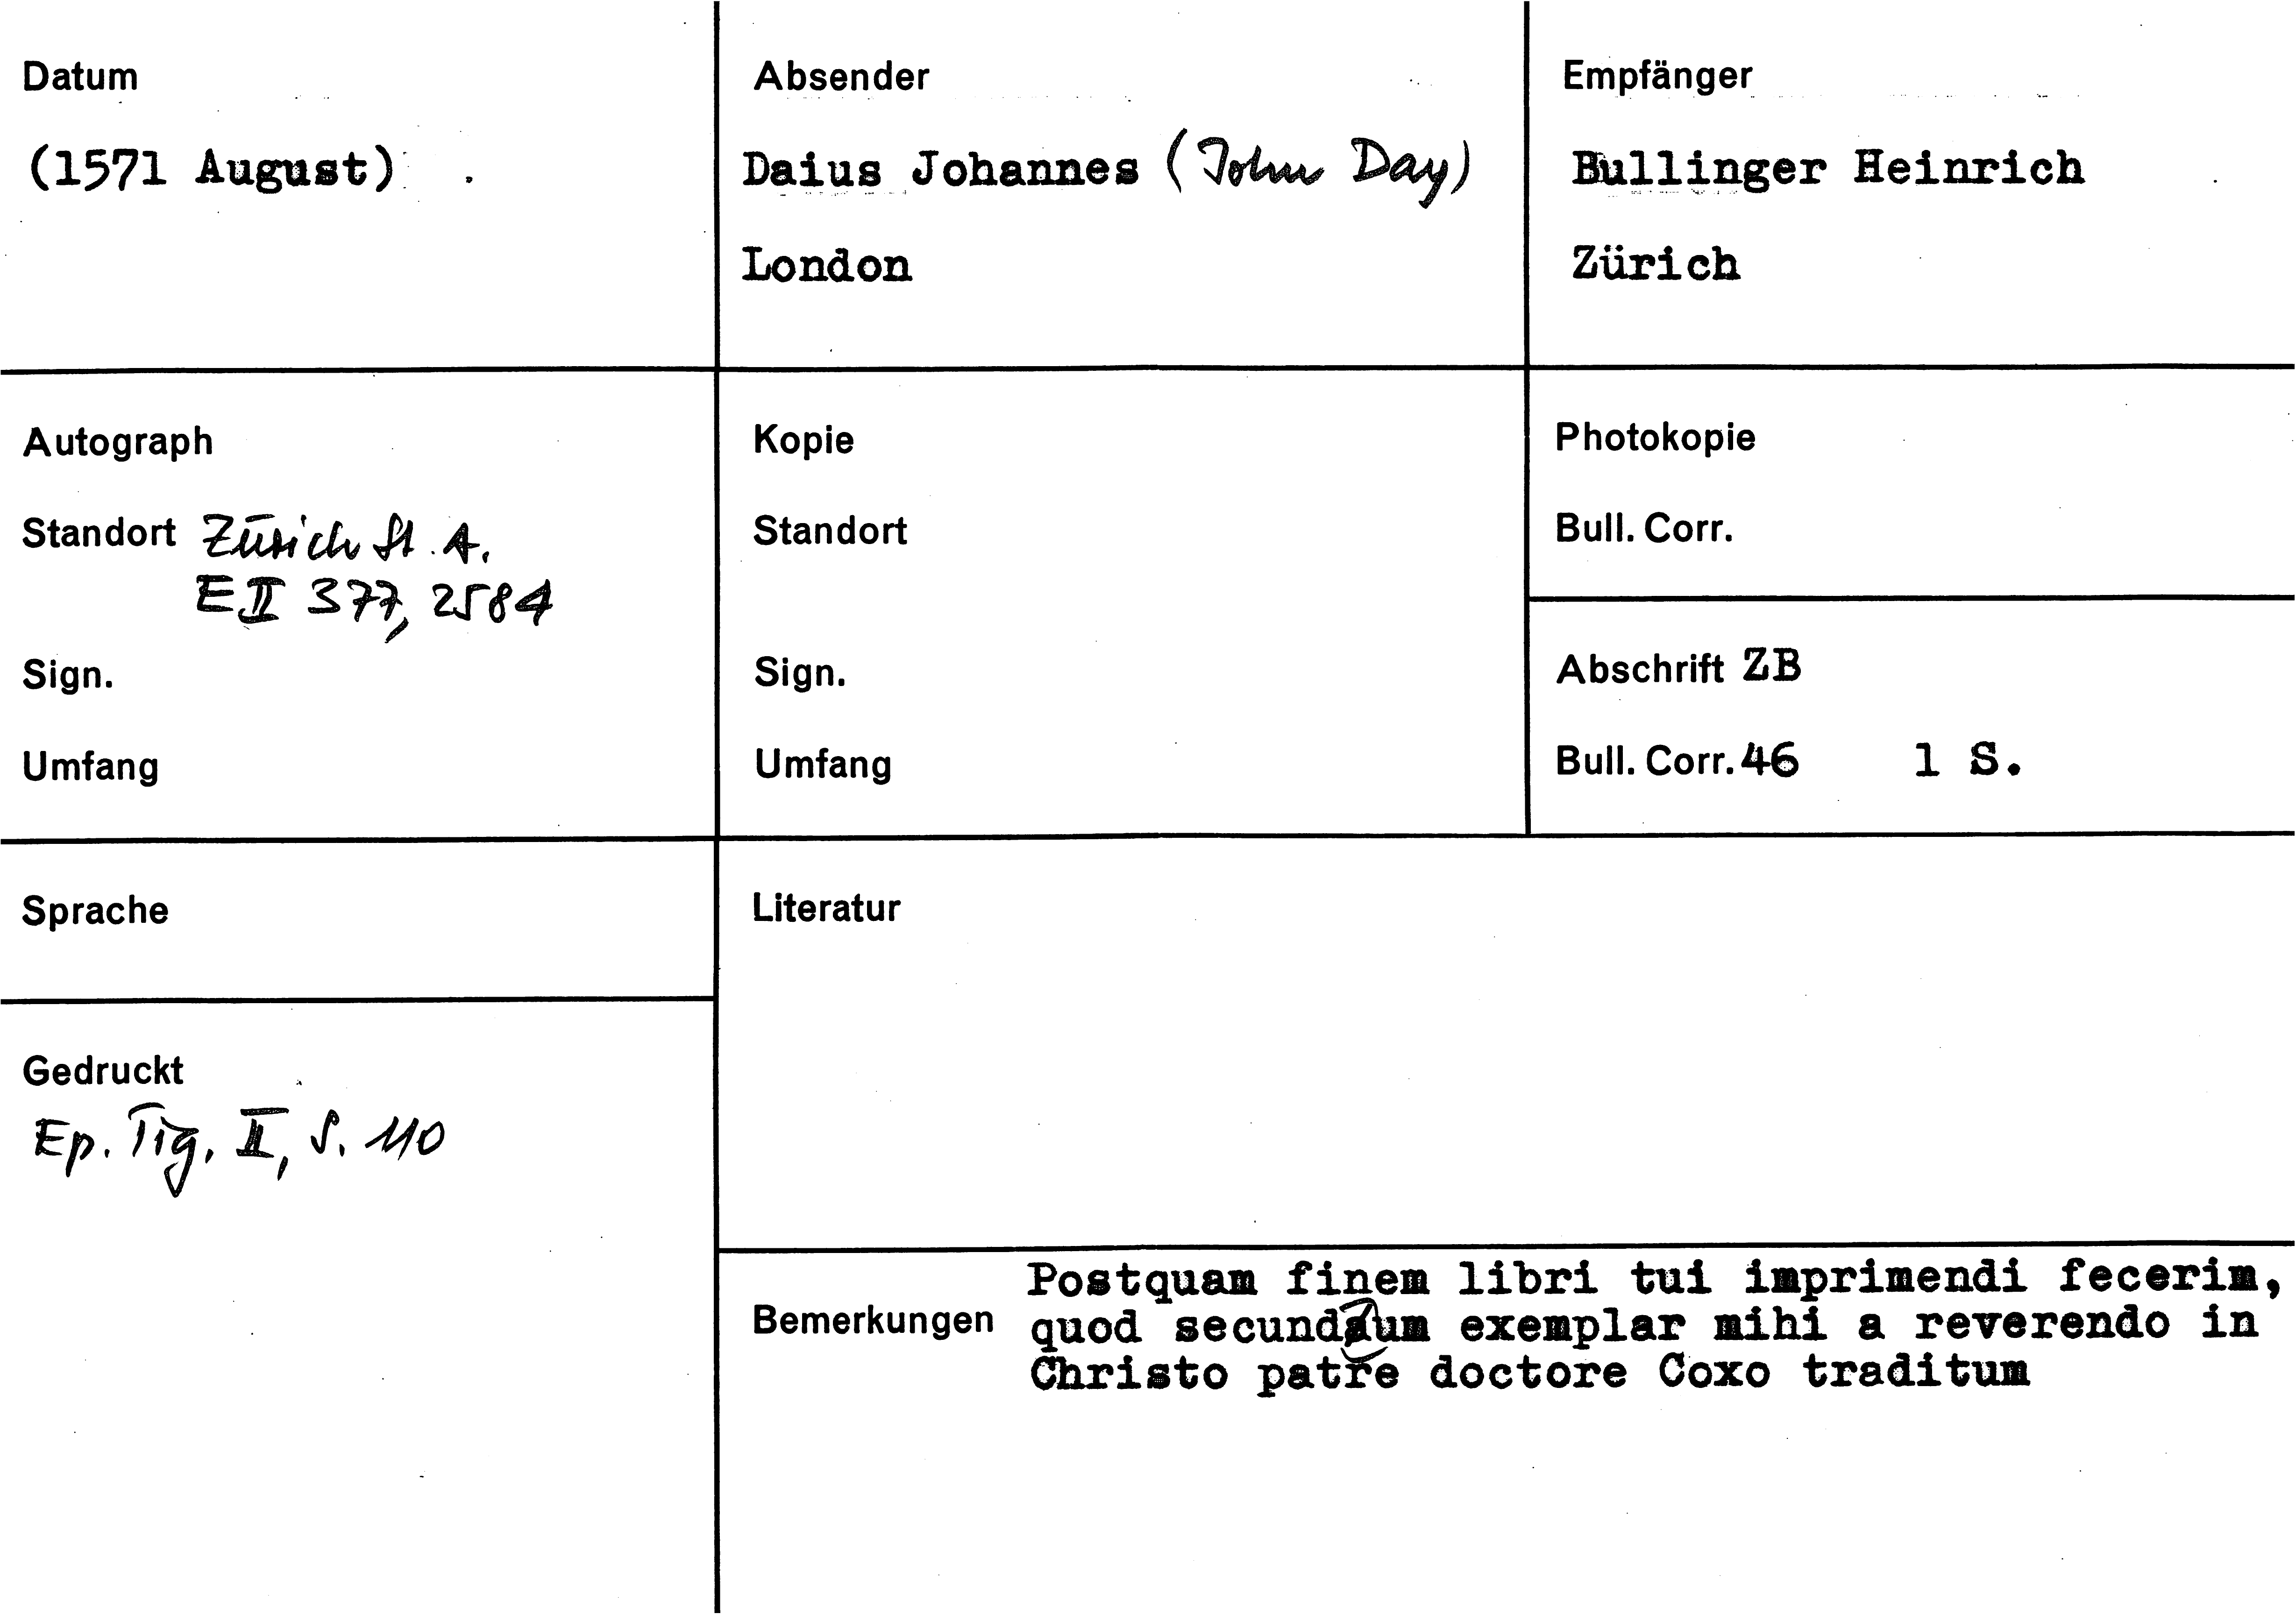 Datum
(1571 August)
Absender
Daius Johannes (John Day)
London
Empfänger
Bullinger Heinrich
Zürich
Autograph
Standort Zürich St. A.
E II 377, 2584
Sign.
Umfang
Kopie
Standort
Sign.
Umfang
Photokopie
Bull. Corr.
Abschrift ZB
Bull. Corr. 46 1 S.
Sprache
Gedruckt
Ep. Tig. II, S. 110
Literatur
Bemerkungen
Postquam finem libri tui imprimendi fecerim,
quod secundum exemplar mihi a reverendo in
Christo patre doctore Coxo traditum